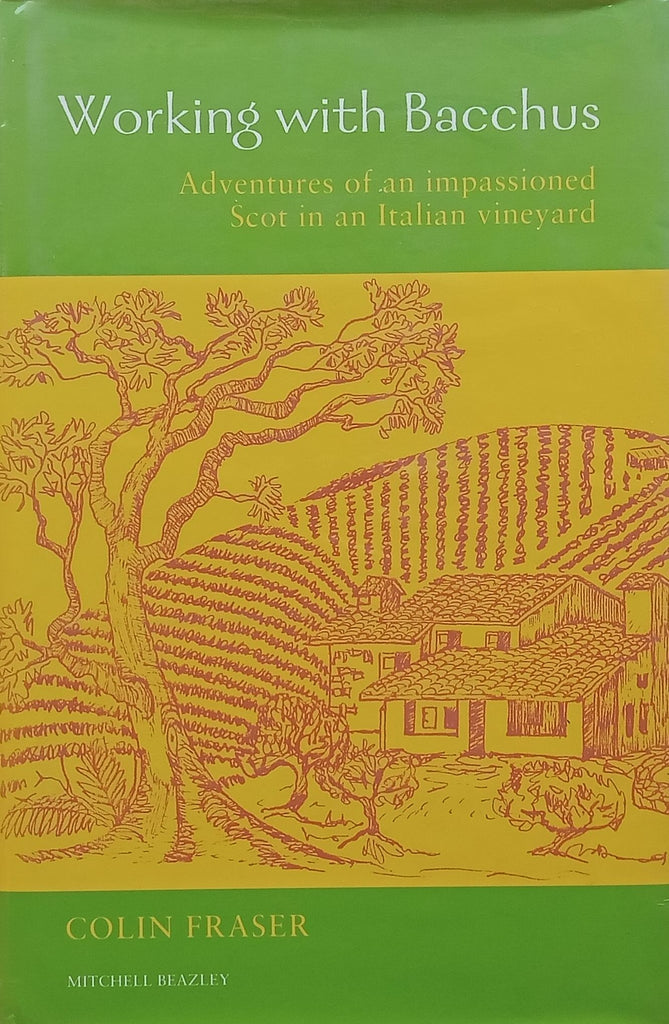 Working with Bacchus
Adventures of an impassioned
Scot in an Italian vineyard
COLIN FRASER
MITCHELL BEAZLEY